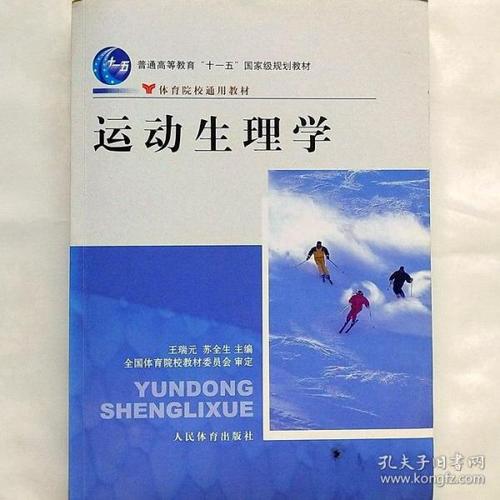 十一五
普通高等教育“十一五”国家级规划教材
体育院校通用教材
运动生理学
王瑞元 苏全生 主编
全国体育院校教材委员会 审定
YUNDONG
SHENGLIXUE
人民体育出版社
孔夫子旧书网
www.kongfz.com